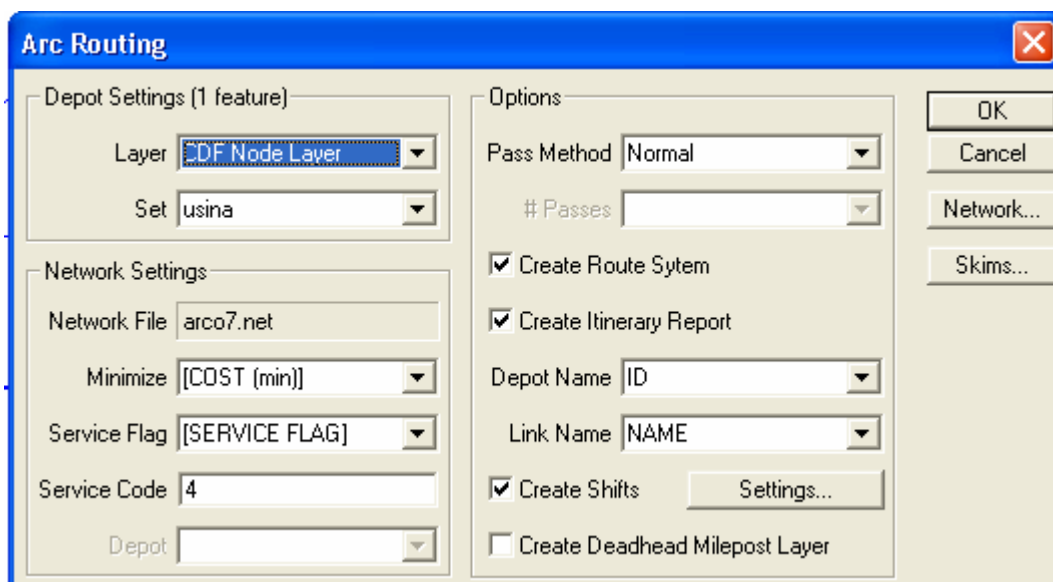 Arc Routing
Depot Settings (1 feature)
Layer CDF Node Layer
Set usina
Network Settings
Network File arco7.net
Minimize [COST (min)]
Service Flag [SERVICE FLAG]
Service Code 4
Depot
Options
Pass Method Normal
# Passes
Create Route Sytem
Create Itinerary Report
Depot Name ID
Link Name NAME
Create Shifts Settings...
Create Deadhead Milepost Layer
OK
Cancel
Network...
Skims...